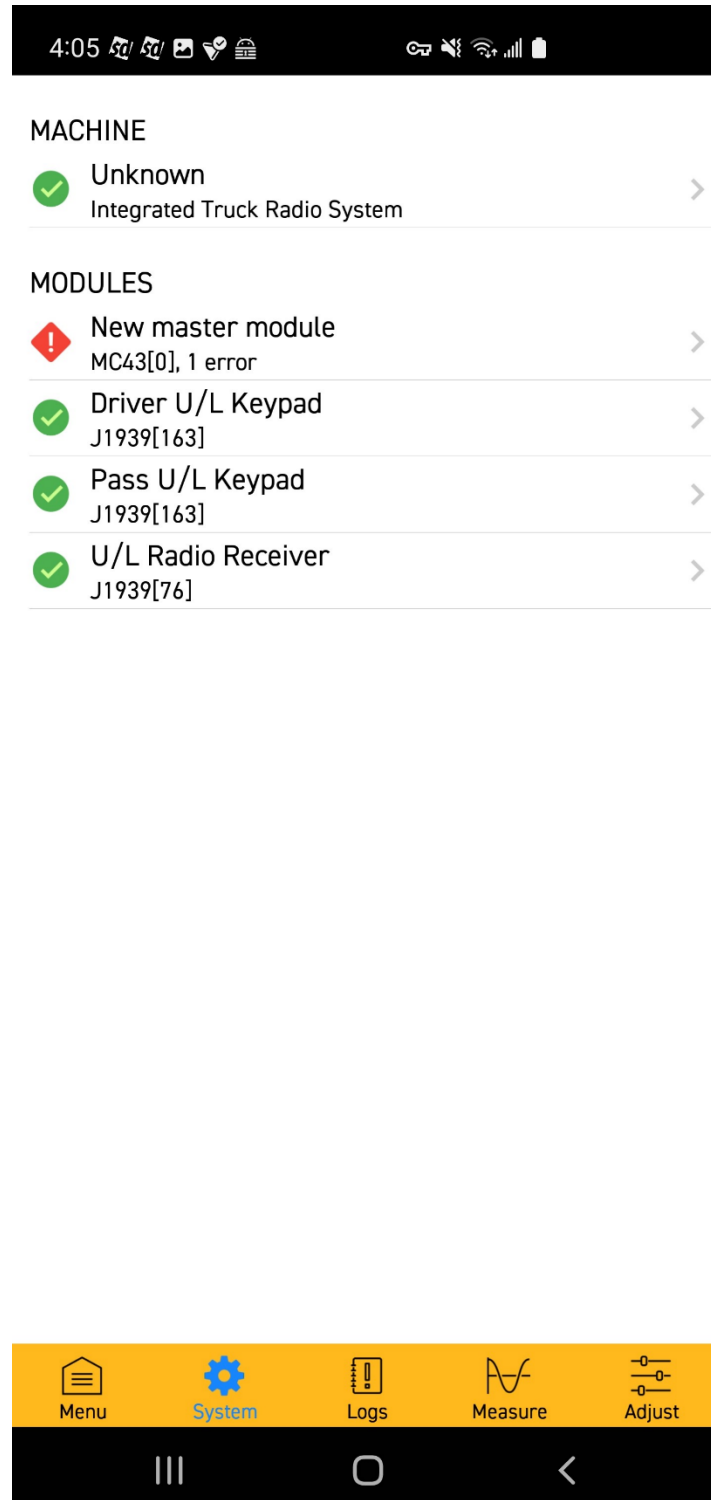 4:05
MACHINE
Unknown
Integrated Truck Radio System
MODULES
New master module
MC43[0], 1 error
Driver U/L Keypad
J1939[163]
Pass U/L Keypad
J1939[163]
U/L Radio Receiver
J1939[76]
Menu System Logs Measure Adjust